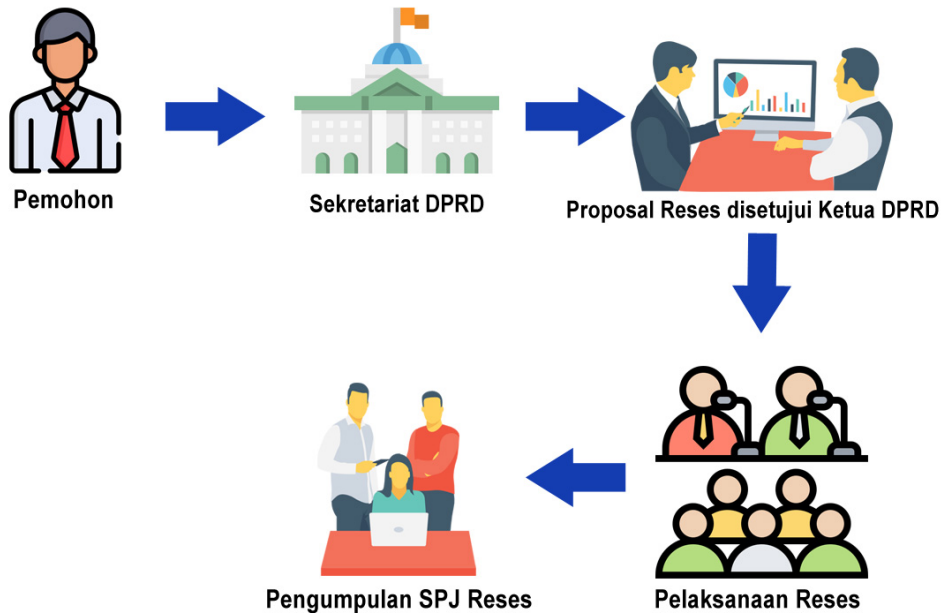 Pemohon
Sekretariat DPRD
Proposal Reses disetujui Ketua DPRD
Pelaksanaan Reses
Pengumpulan SPJ Reses